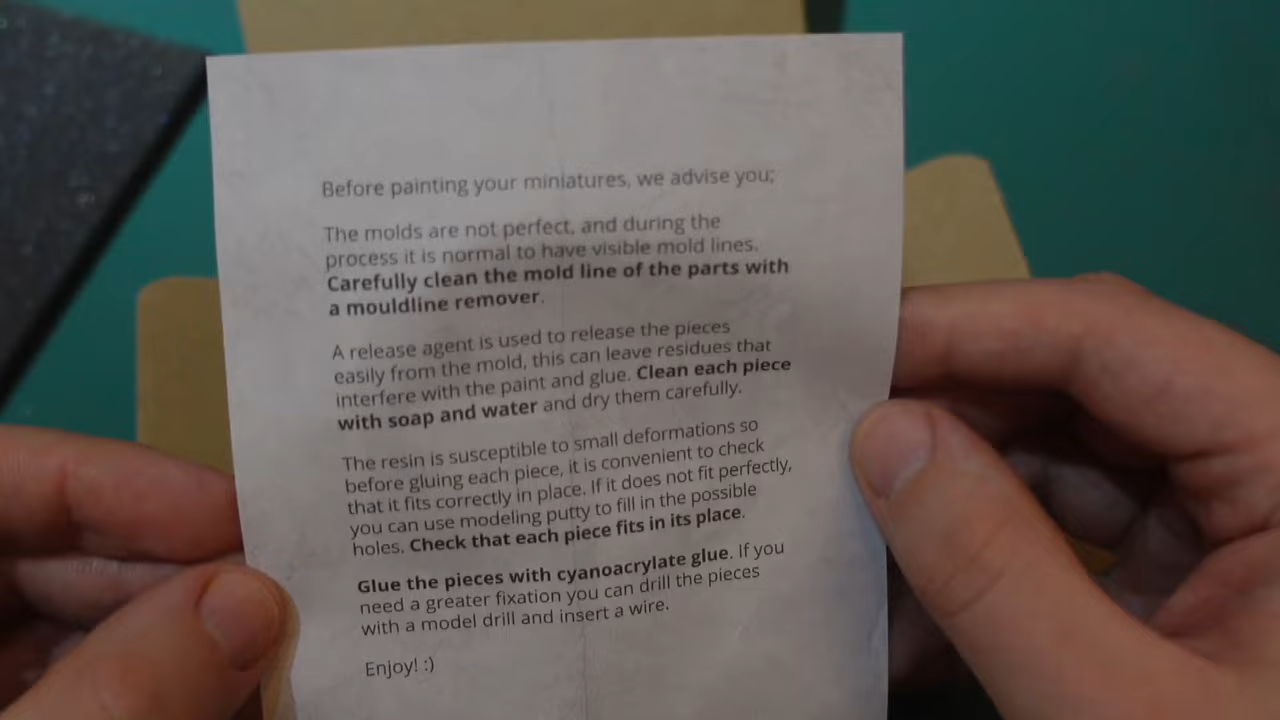 Before painting your miniatures, we advise you;
The molds are not perfect, and during the
process it is normal to have visible mold lines.
Carefully clean the mold line of the parts with
a mouldline remover.
A release agent is used to release the pieces
easily from the mold, this can leave residues that
interfere with the paint and glue. Clean each piece
with soap and water and dry them carefully.
The resin is susceptible to small deformations so
before gluing each piece, it is convenient to check
that it fits correctly in place. If it does not fit perfectly,
you can use modeling putty to fill in the possible
holes. Check that each piece fits in its place.
Glue the pieces with cyanoacrylate glue. If you
need a greater fixation you can drill the pieces
with a model drill and insert a wire.
Enjoy! :)